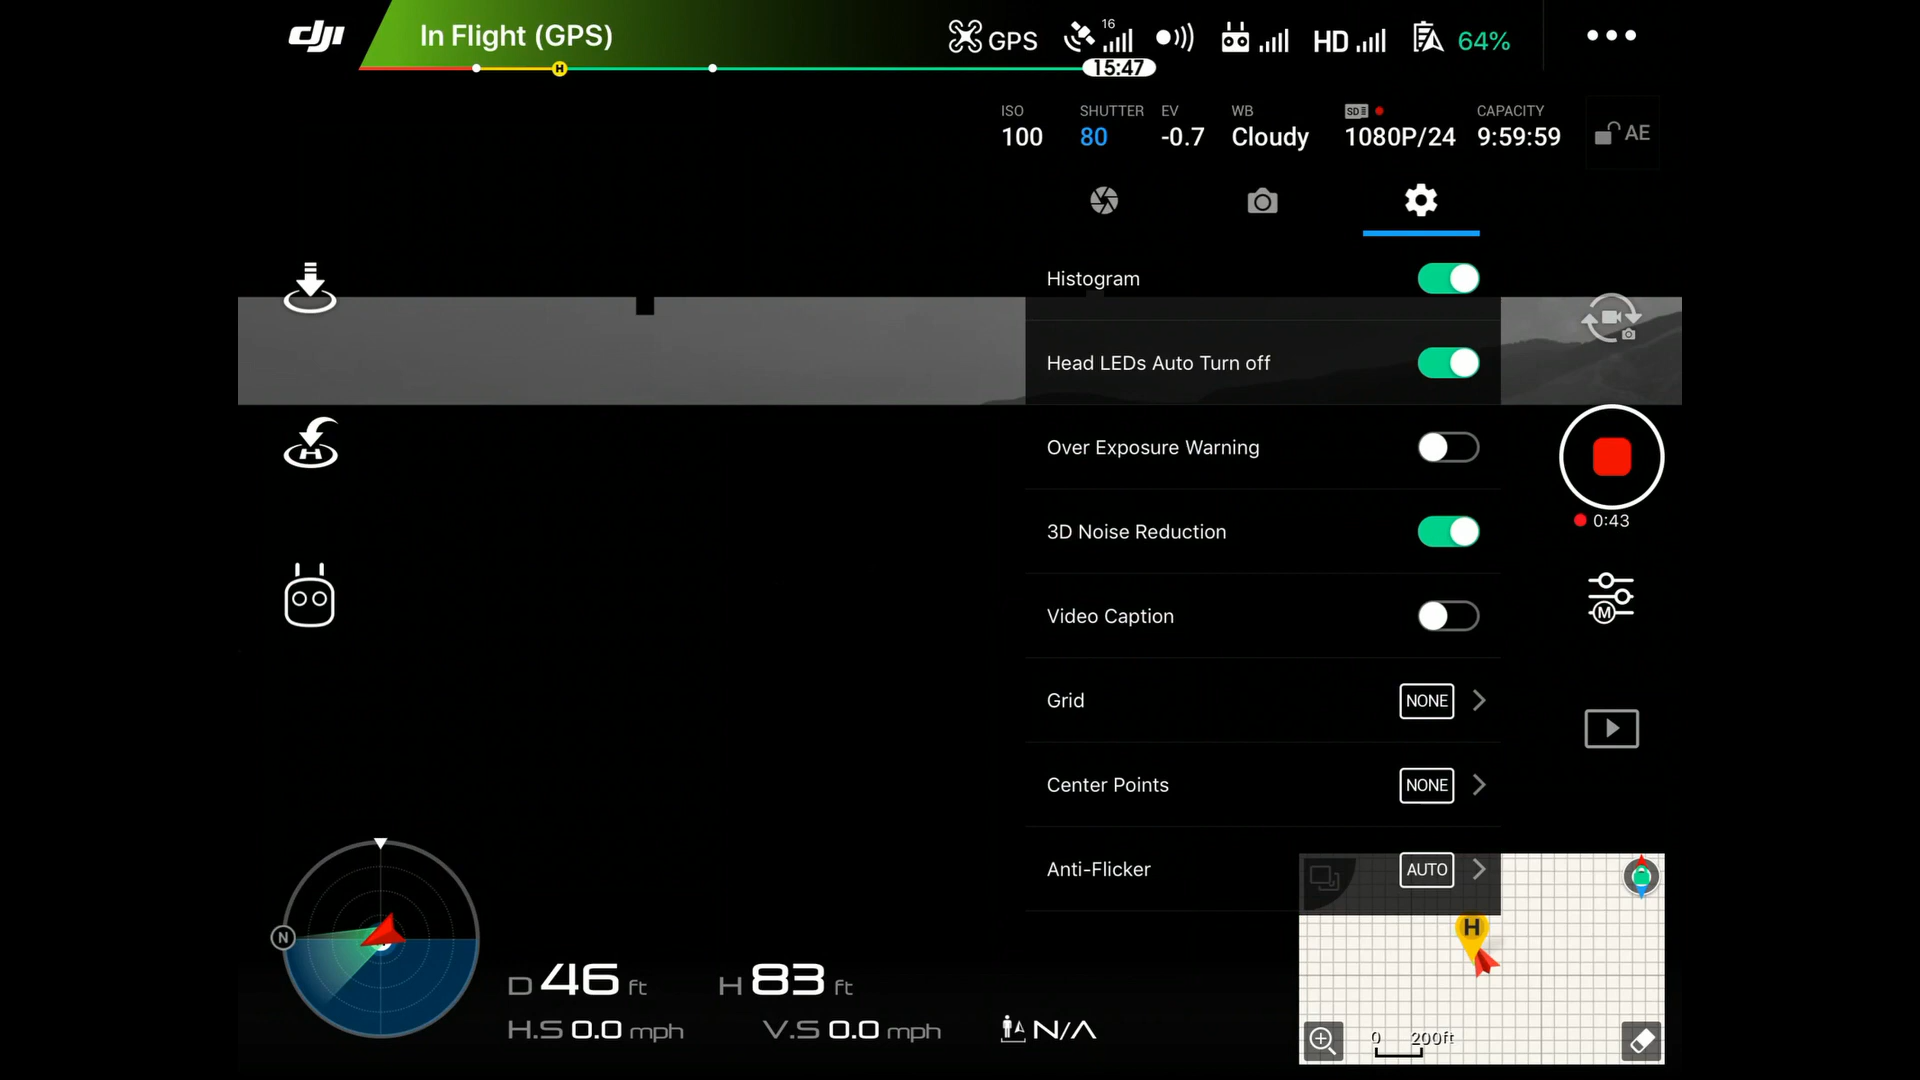 dji
In Flight (GPS)
GPS
16
HD
64%
15:47
ISO
100
SHUTTER
80
EV
-0.7
WB
Cloudy
SD
1080P/24
CAPACITY
9:59:59
AE
Histogram
Head LEDs Auto Turn off
Over Exposure Warning
3D Noise Reduction
Video Caption
Grid
NONE
Center Points
NONE
Anti-Flicker
AUTO
H
0:43
M
N
D 46 ft
H 83 ft
H.S 0.0 mph
V.S 0.0 mph
N/A
H
0 200ft